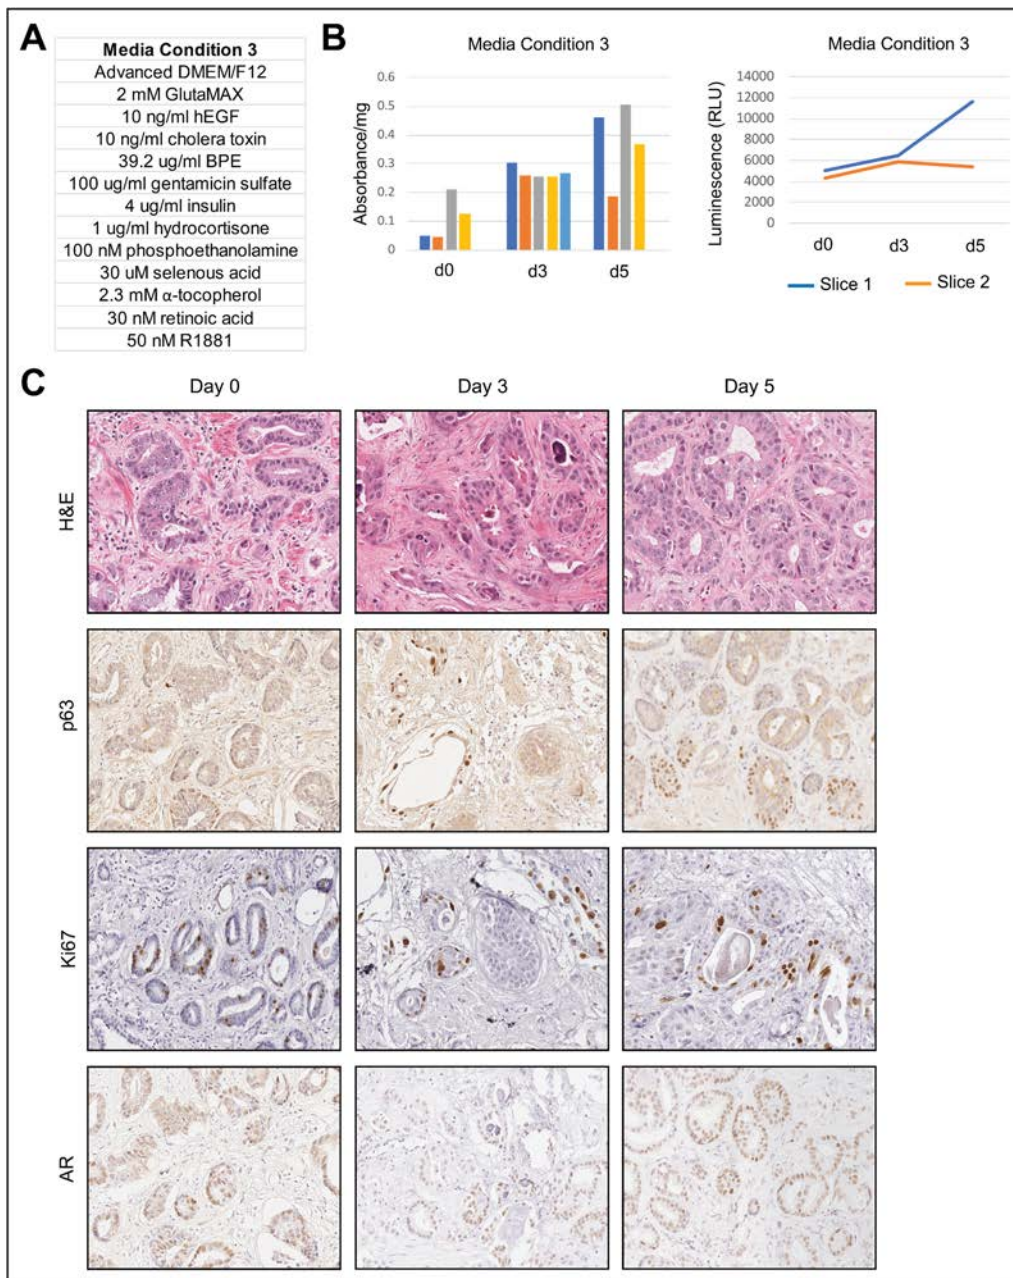 A
Media Condition 3
Advanced DMEM/F12
2 mM GlutaMAX
10 ng/ml hEGF
10 ng/ml cholera toxin
39.2 ug/ml BPE
100 ug/ml gentamicin sulfate
4 ug/ml insulin
1 ug/ml hydrocortisone
100 nM phosphoethanolamine
30 uM selenous acid
2.3 mM α-tocopherol
30 nM retinoic acid
50 nM R1881
B
Media Condition 3
Absorbance/mg
0.6
0.5
0.4
0.3
0.2
0.1
0
d0 d3 d5
Media Condition 3
Luminescence (RLU)
14000
12000
10000
8000
6000
4000
2000
0
d0 d3 d5
Slice 1 Slice 2
C
Day 0 Day 3 Day 5
H&E
p63
Ki67
AR